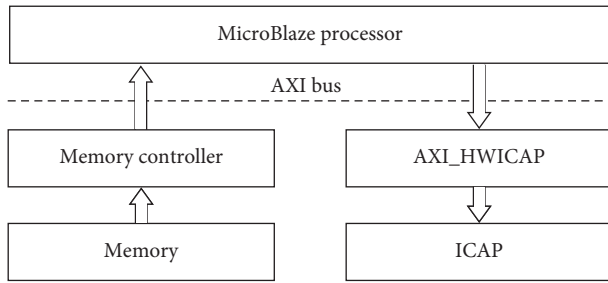 MicroBlaze processor
AXI bus
Memory controller
AXI_HWICAP
Memory
ICAP